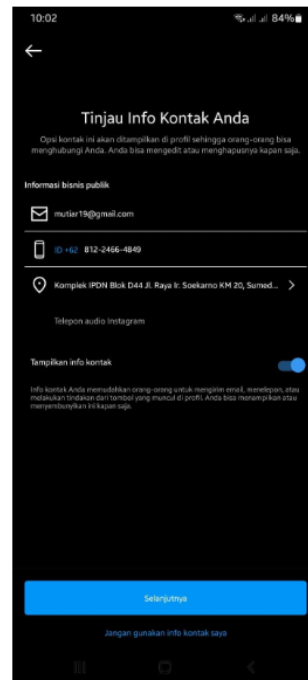 10:02
84%
Tinjau Info Kontak Anda
Opsi kontak ini akan ditampilkan di profil sehingga orang-orang bisa
menghubungi Anda. Anda bisa mengedit atau menghapusnya kapan saja.
Informasi bisnis publik
mutiar19@gmail.com
ID +62 812-2466-4849
Komplek IPDN Blok D44 Jl. Raya Ir. Soekarno KM 20, Sumed...
Telepon audio Instagram
Tampilkan info kontak
Info kontak Anda memudahkan orang-orang untuk mengirim email, menelepon, atau
melakukan tindakan dari tombol yang muncul di profil. Anda bisa menampilkan atau
menyembunyikan ini kapan saja.
Selanjutnya
Jangan gunakan info kontak saya